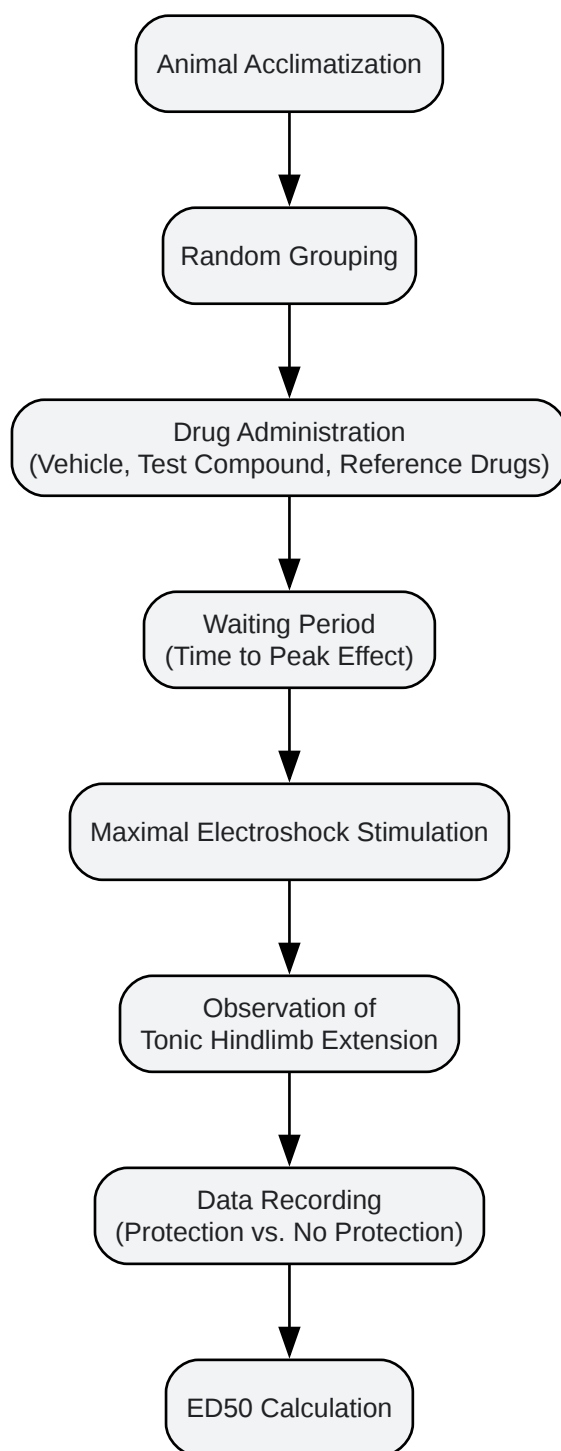 Animal Acclimatization
Random Grouping
Drug Administration
(Vehicle, Test Compound, Reference Drugs)
Waiting Period
(Time to Peak Effect)
Maximal Electroshock Stimulation
Observation of
Tonic Hindlimb Extension
Data Recording
(Protection vs. No Protection)
ED50 Calculation